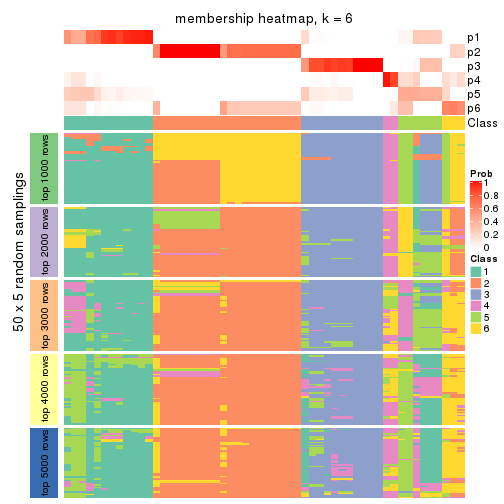 membership heatmap, k = 6
p1
p2
p3
p4
p5
p6
Class
50 x 5 random samplings
top 1000 rows
top 2000 rows
top 3000 rows
top 4000 rows
top 5000 rows
Prob
1
0.8
0.6
0.4
0.2
0
Class
1
2
3
4
5
6